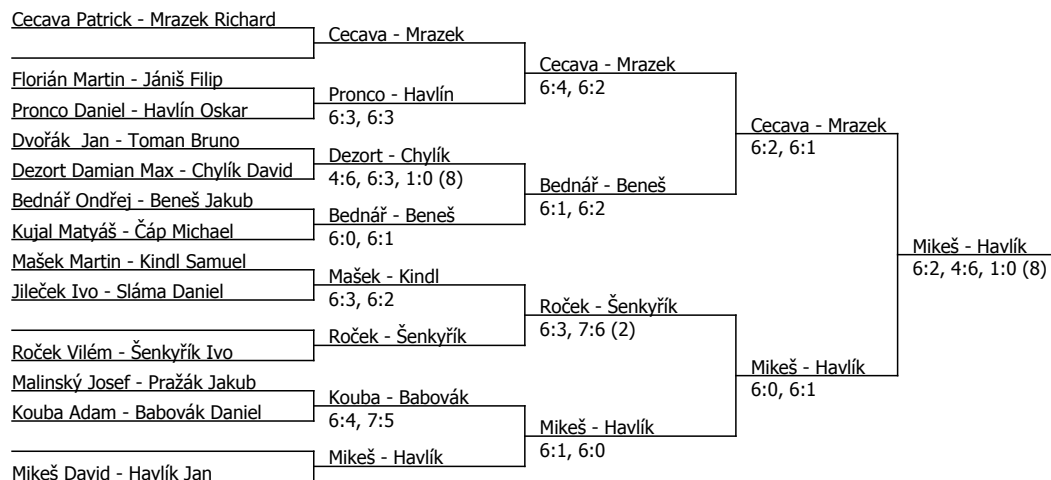 Cecava Patrick - Mrazek Richard
Cecava - Mrazek
Cecava - Mrazek
6:4, 6:2
Florián Martin - Jániš Filip
Pronco - Havlín
6:3, 6:3
Pronco Daniel - Havlín Oskar
Cecava - Mrazek
6:2, 6:1
Dvořák  Jan - Toman Bruno
Dezort - Chylík
4:6, 6:3, 1:0 (8)
Dezort Damian Max - Chylík David
Bednář - Beneš
6:1, 6:2
Bednář Ondřej - Beneš Jakub
Bednář - Beneš
6:0, 6:1
Kujal Matyáš - Čáp Michael
Mikeš - Havlík
6:2, 4:6, 1:0 (8)
Mašek Martin - Kindl Samuel
Mašek - Kindl
6:3, 6:2
Jileček Ivo - Sláma Daniel
Roček - Šenkyřík
6:3, 7:6 (2)
Roček - Šenkyřík
Roček Vilém - Šenkyřík Ivo
Mikeš - Havlík
6:0, 6:1
Malinský Josef - Pražák Jakub
Kouba - Babovák
6:4, 7:5
Kouba Adam - Babovák Daniel
Mikeš - Havlík
6:1, 6:0
Mikeš - Havlík
Mikeš David - Havlík Jan